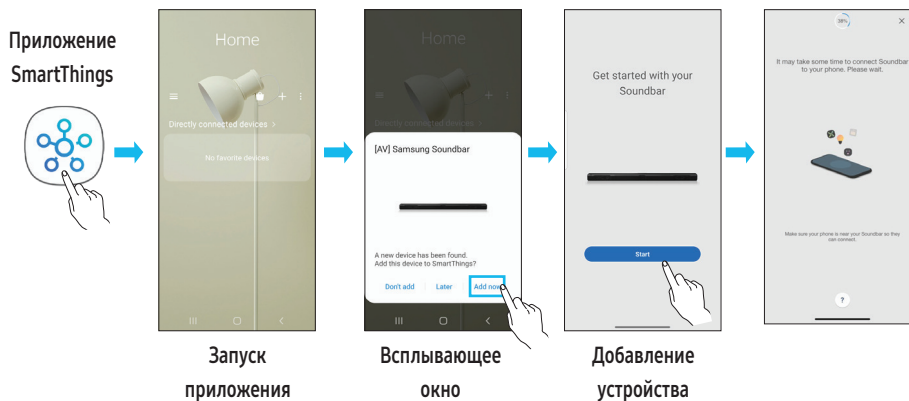 Приложение
SmartThings
Home
Directly connected devices >
No favorite devices
Запуск
приложения
Home
Directly connected devices >
[AV] Samsung Soundbar
A new device has been found.
Add this device to SmartThings?
Don't add
Later
Add now
Всплывающее
окно
Get started with your
Soundbar
Start
Добавление
устройства
38%
It may take some time to connect Soundbar
to your phone. Please wait.
Make sure your phone is near your Soundbar so they
can connect.
?